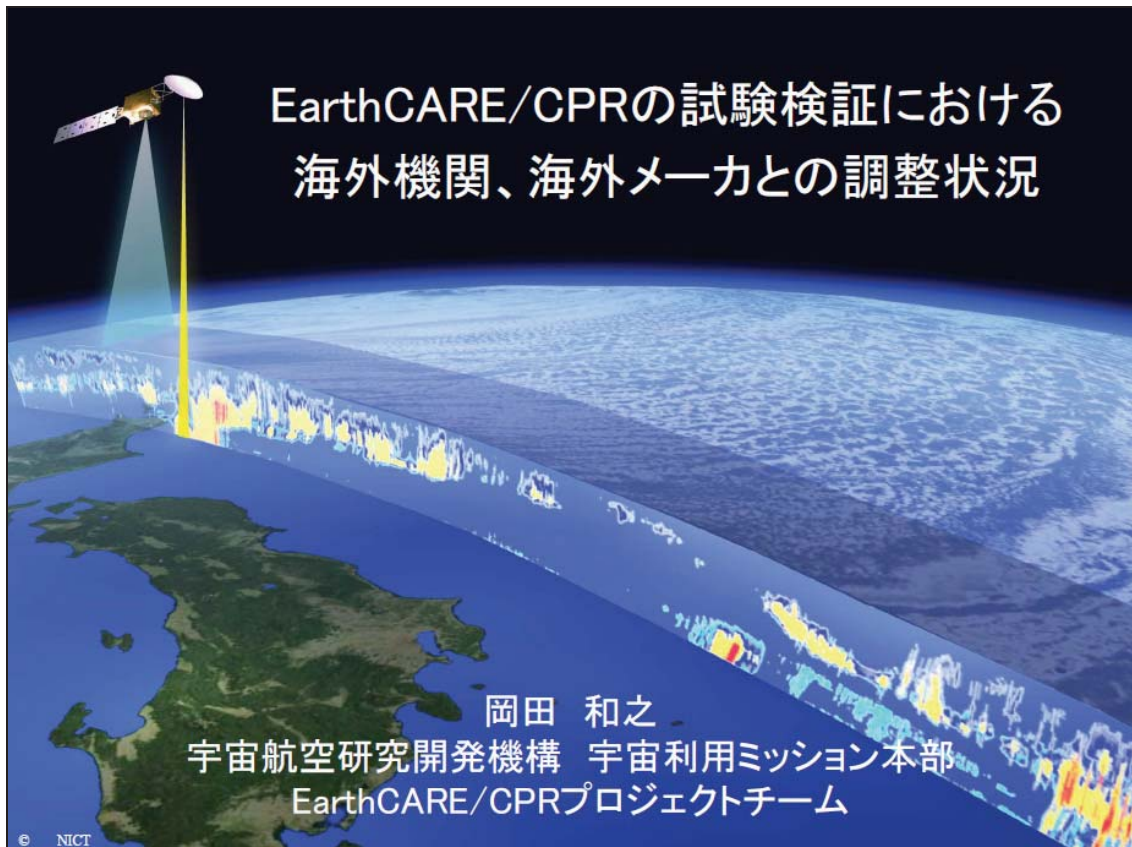 EarthCARE/CPRの試験検証における
海外機関、海外メーカとの調整状況
岡田 和之
宇宙航空研究開発機構 宇宙利用ミッション本部
EarthCARE/CPRプロジェクトチーム
© NICT